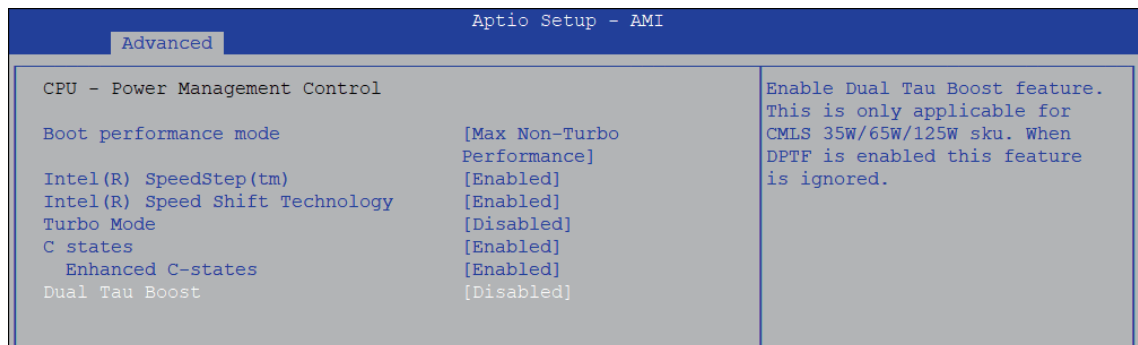 Aptio Setup - AMI
Advanced
CPU - Power Management Control
Boot performance mode [Max Non-Turbo
Performance]
Intel(R) SpeedStep(tm) [Enabled]
Intel(R) Speed Shift Technology [Enabled]
Turbo Mode [Disabled]
C states [Enabled]
Enhanced C-states [Enabled]
Dual Tau Boost [Disabled]
Enable Dual Tau Boost feature.
This is only applicable for
CMLS 35W/65W/125W sku. When
DPTF is enabled this feature
is ignored.